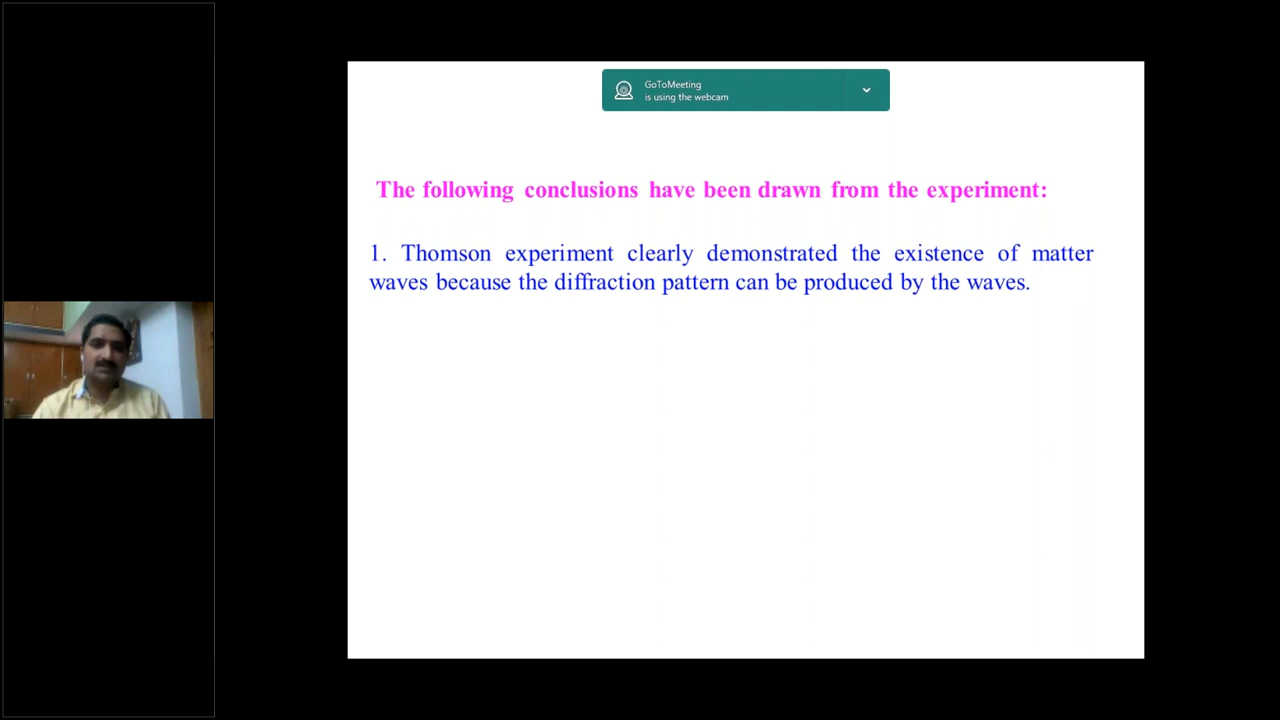 GoToMeeting
is using the webcam
The following conclusions have been drawn from the experiment:
1. Thomson experiment clearly demonstrated the existence of matter
waves because the diffraction pattern can be produced by the waves.